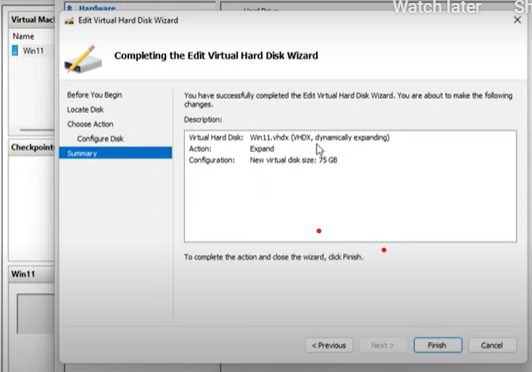 Watch later
Sh
Hardware
Virtual Mac
Name
Win11
Checkpoint
Win11
Edit Virtual Hard Disk Wizard
Completing the Edit Virtual Hard Disk Wizard
Before You Begin
Locate Disk
Choose Action
Configure Disk
Summary
You have successfully completed the Edit Virtual Hard Disk Wizard. You are about to make the following
changes.
Description:
Virtual Hard Disk: Win11.vhdx (VHDX, dynamically expanding)
Action: Expand
Configuration: New virtual disk size: 75 GB
To complete the action and close the wizard, click Finish.
< Previous
Next >
Finish
Cancel